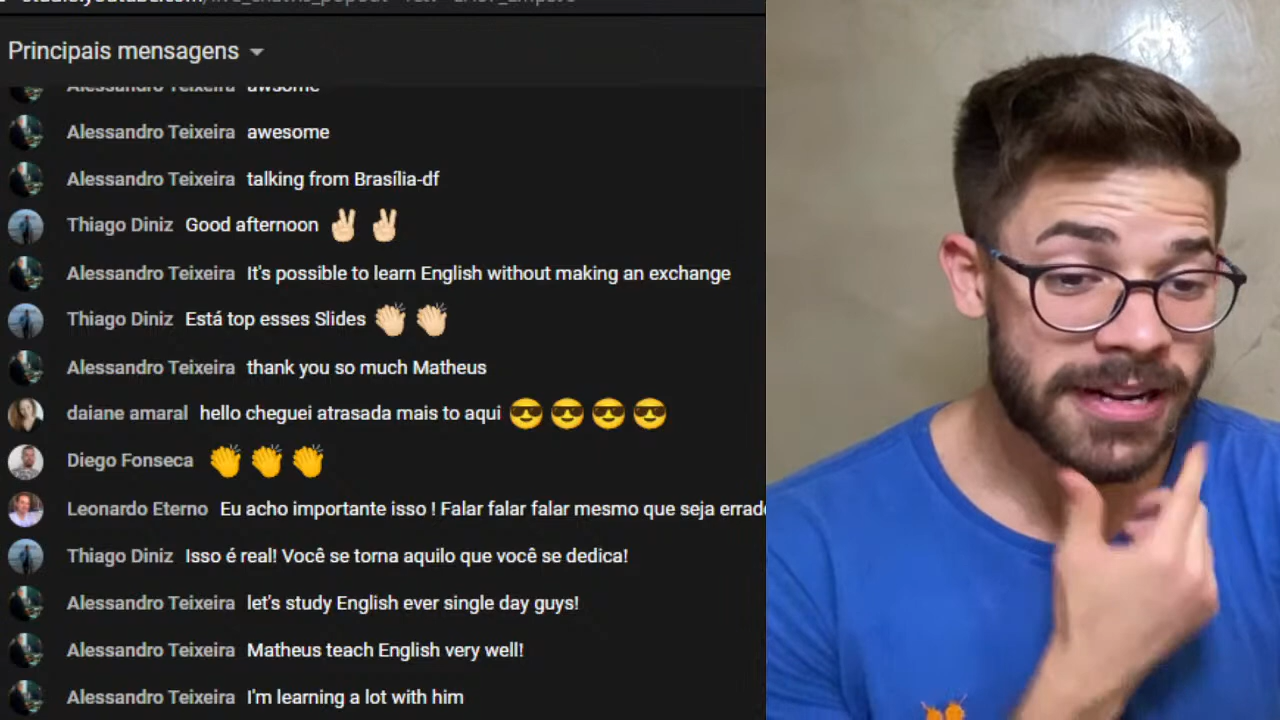 Principais mensagens
Alessandro Teixeira awsome
Alessandro Teixeira awesome
Alessandro Teixeira talking from Brasília-df
Thiago Diniz Good afternoon ✌🏻 ✌🏻
Alessandro Teixeira It's possible to learn English without making an exchange
Thiago Diniz Está top esses Slides 👏🏻 👏🏻
Alessandro Teixeira thank you so much Matheus
daiane amaral hello cheguei atrasada mais to aqui 😎 😎 😎 😎
Diego Fonseca 👏 👏 👏
Leonardo Eterno Eu acho importante isso ! Falar falar falar mesmo que seja errado
Thiago Diniz Isso é real! Você se torna aquilo que você se dedica!
Alessandro Teixeira let's study English ever single day guys!
Alessandro Teixeira Matheus teach English very well!
Alessandro Teixeira I'm learning a lot with him